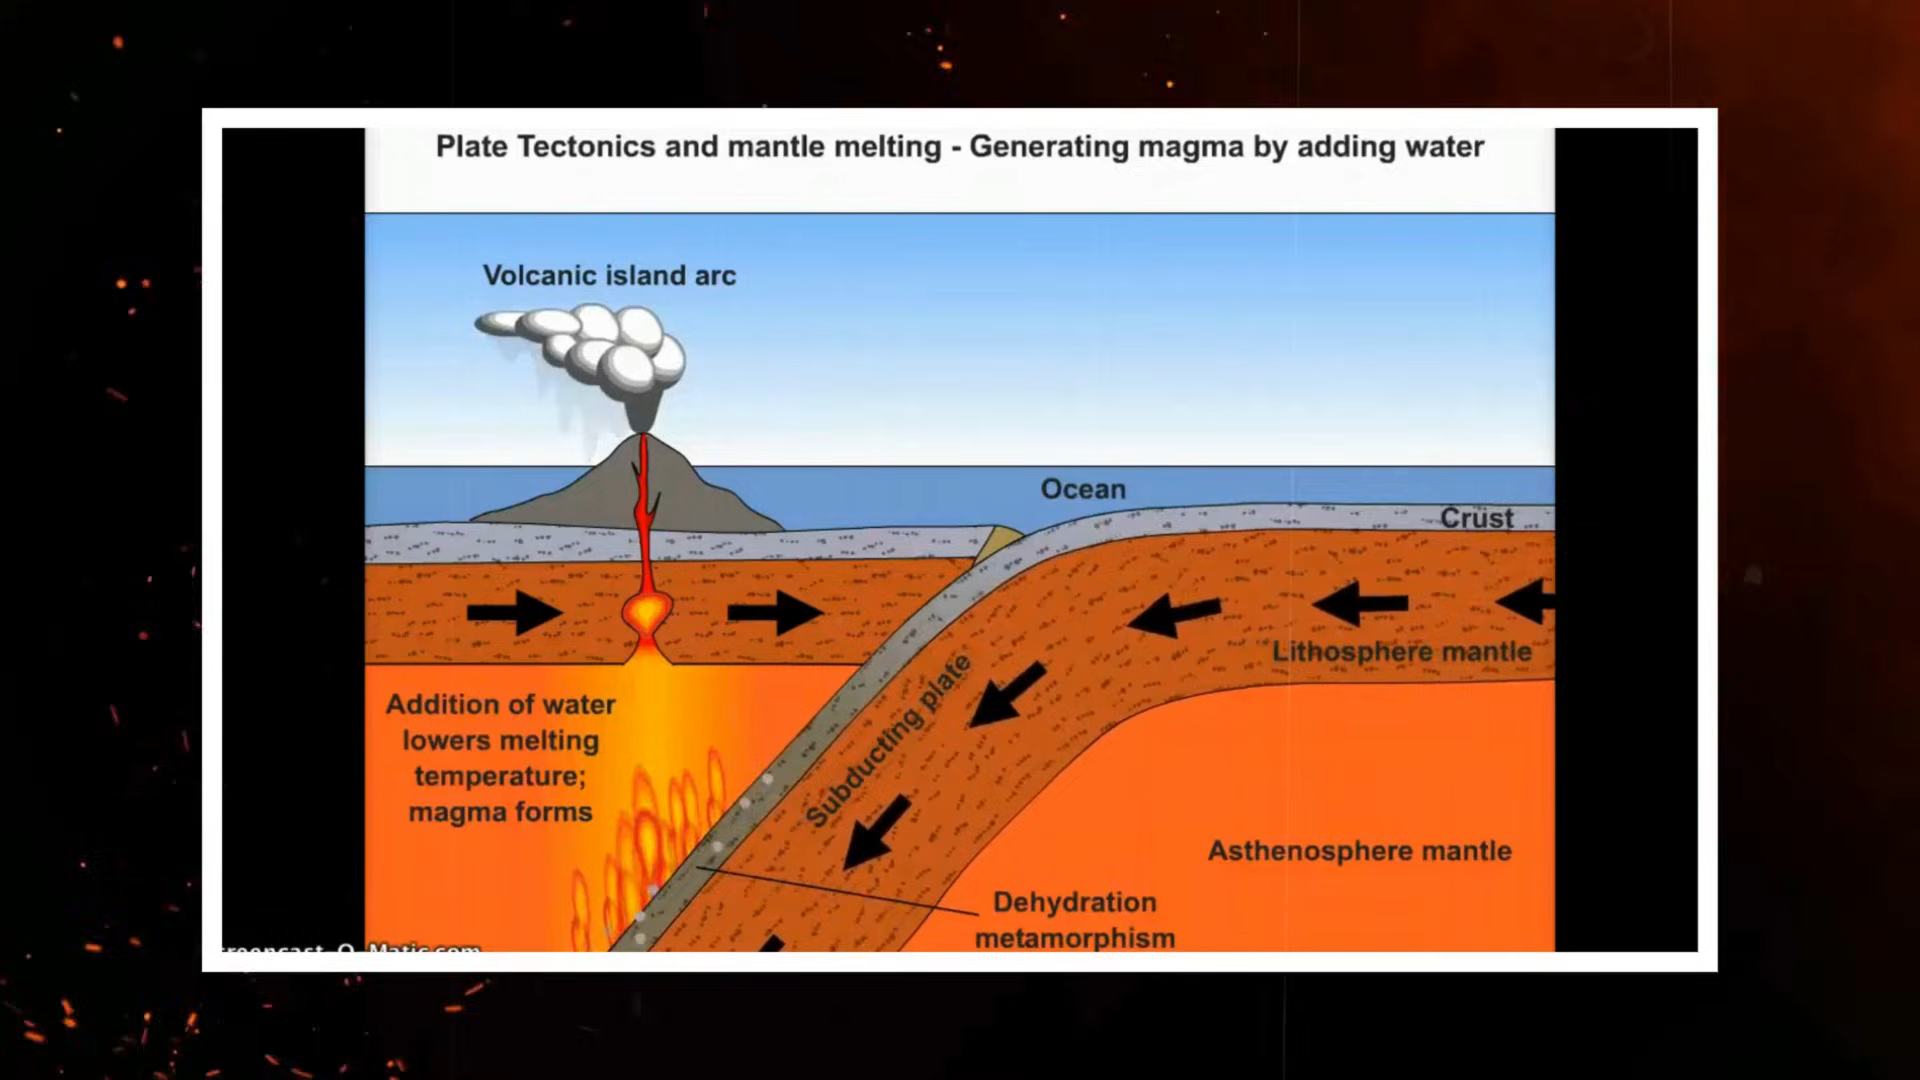 Plate Tectonics and mantle melting - Generating magma by adding water
Volcanic island arc
Ocean
Crust
Lithosphere mantle
Subducting plate
Addition of water
lowers melting
temperature;
magma forms
Asthenosphere mantle
Dehydration
metamorphism